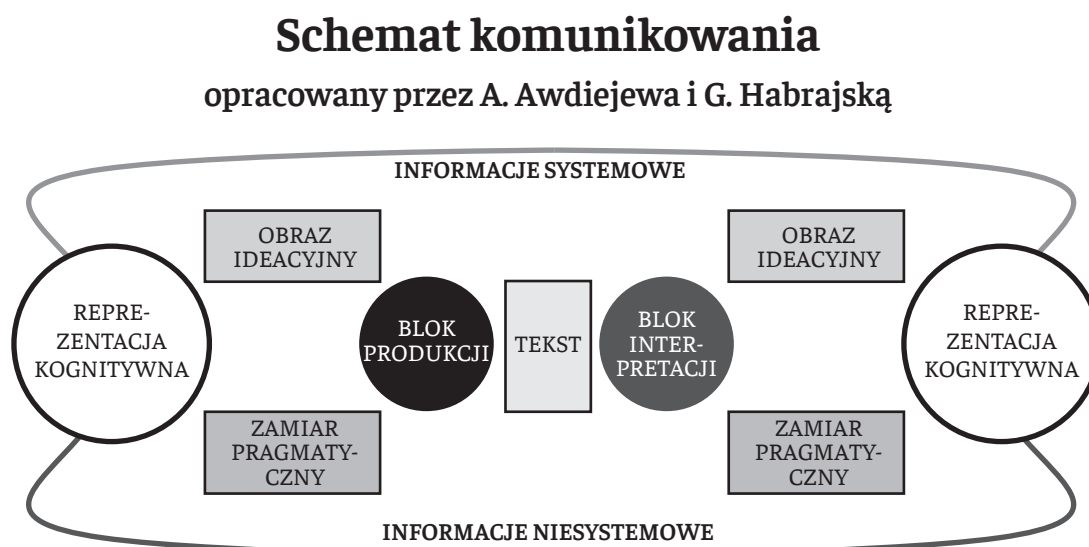 Schemat komunikowania
opracowany przez A. Awdiejewa i G. Habrajską
INFORMACJE SYSTEMOWE
REPRE-
ZENTACJA
KOGNITYWNA
OBRAZ
IDEACYJNY
ZAMIAR
PRAGMATY-
CZNY
BLOK
PRODUKCJI
TEKST
BLOK
INTER-
PRETACJI
OBRAZ
IDEACYJNY
ZAMIAR
PRAGMATY-
CZNY
REPRE-
ZENTACJA
KOGNITYWNA
INFORMACJE NIESYSTEMOWE